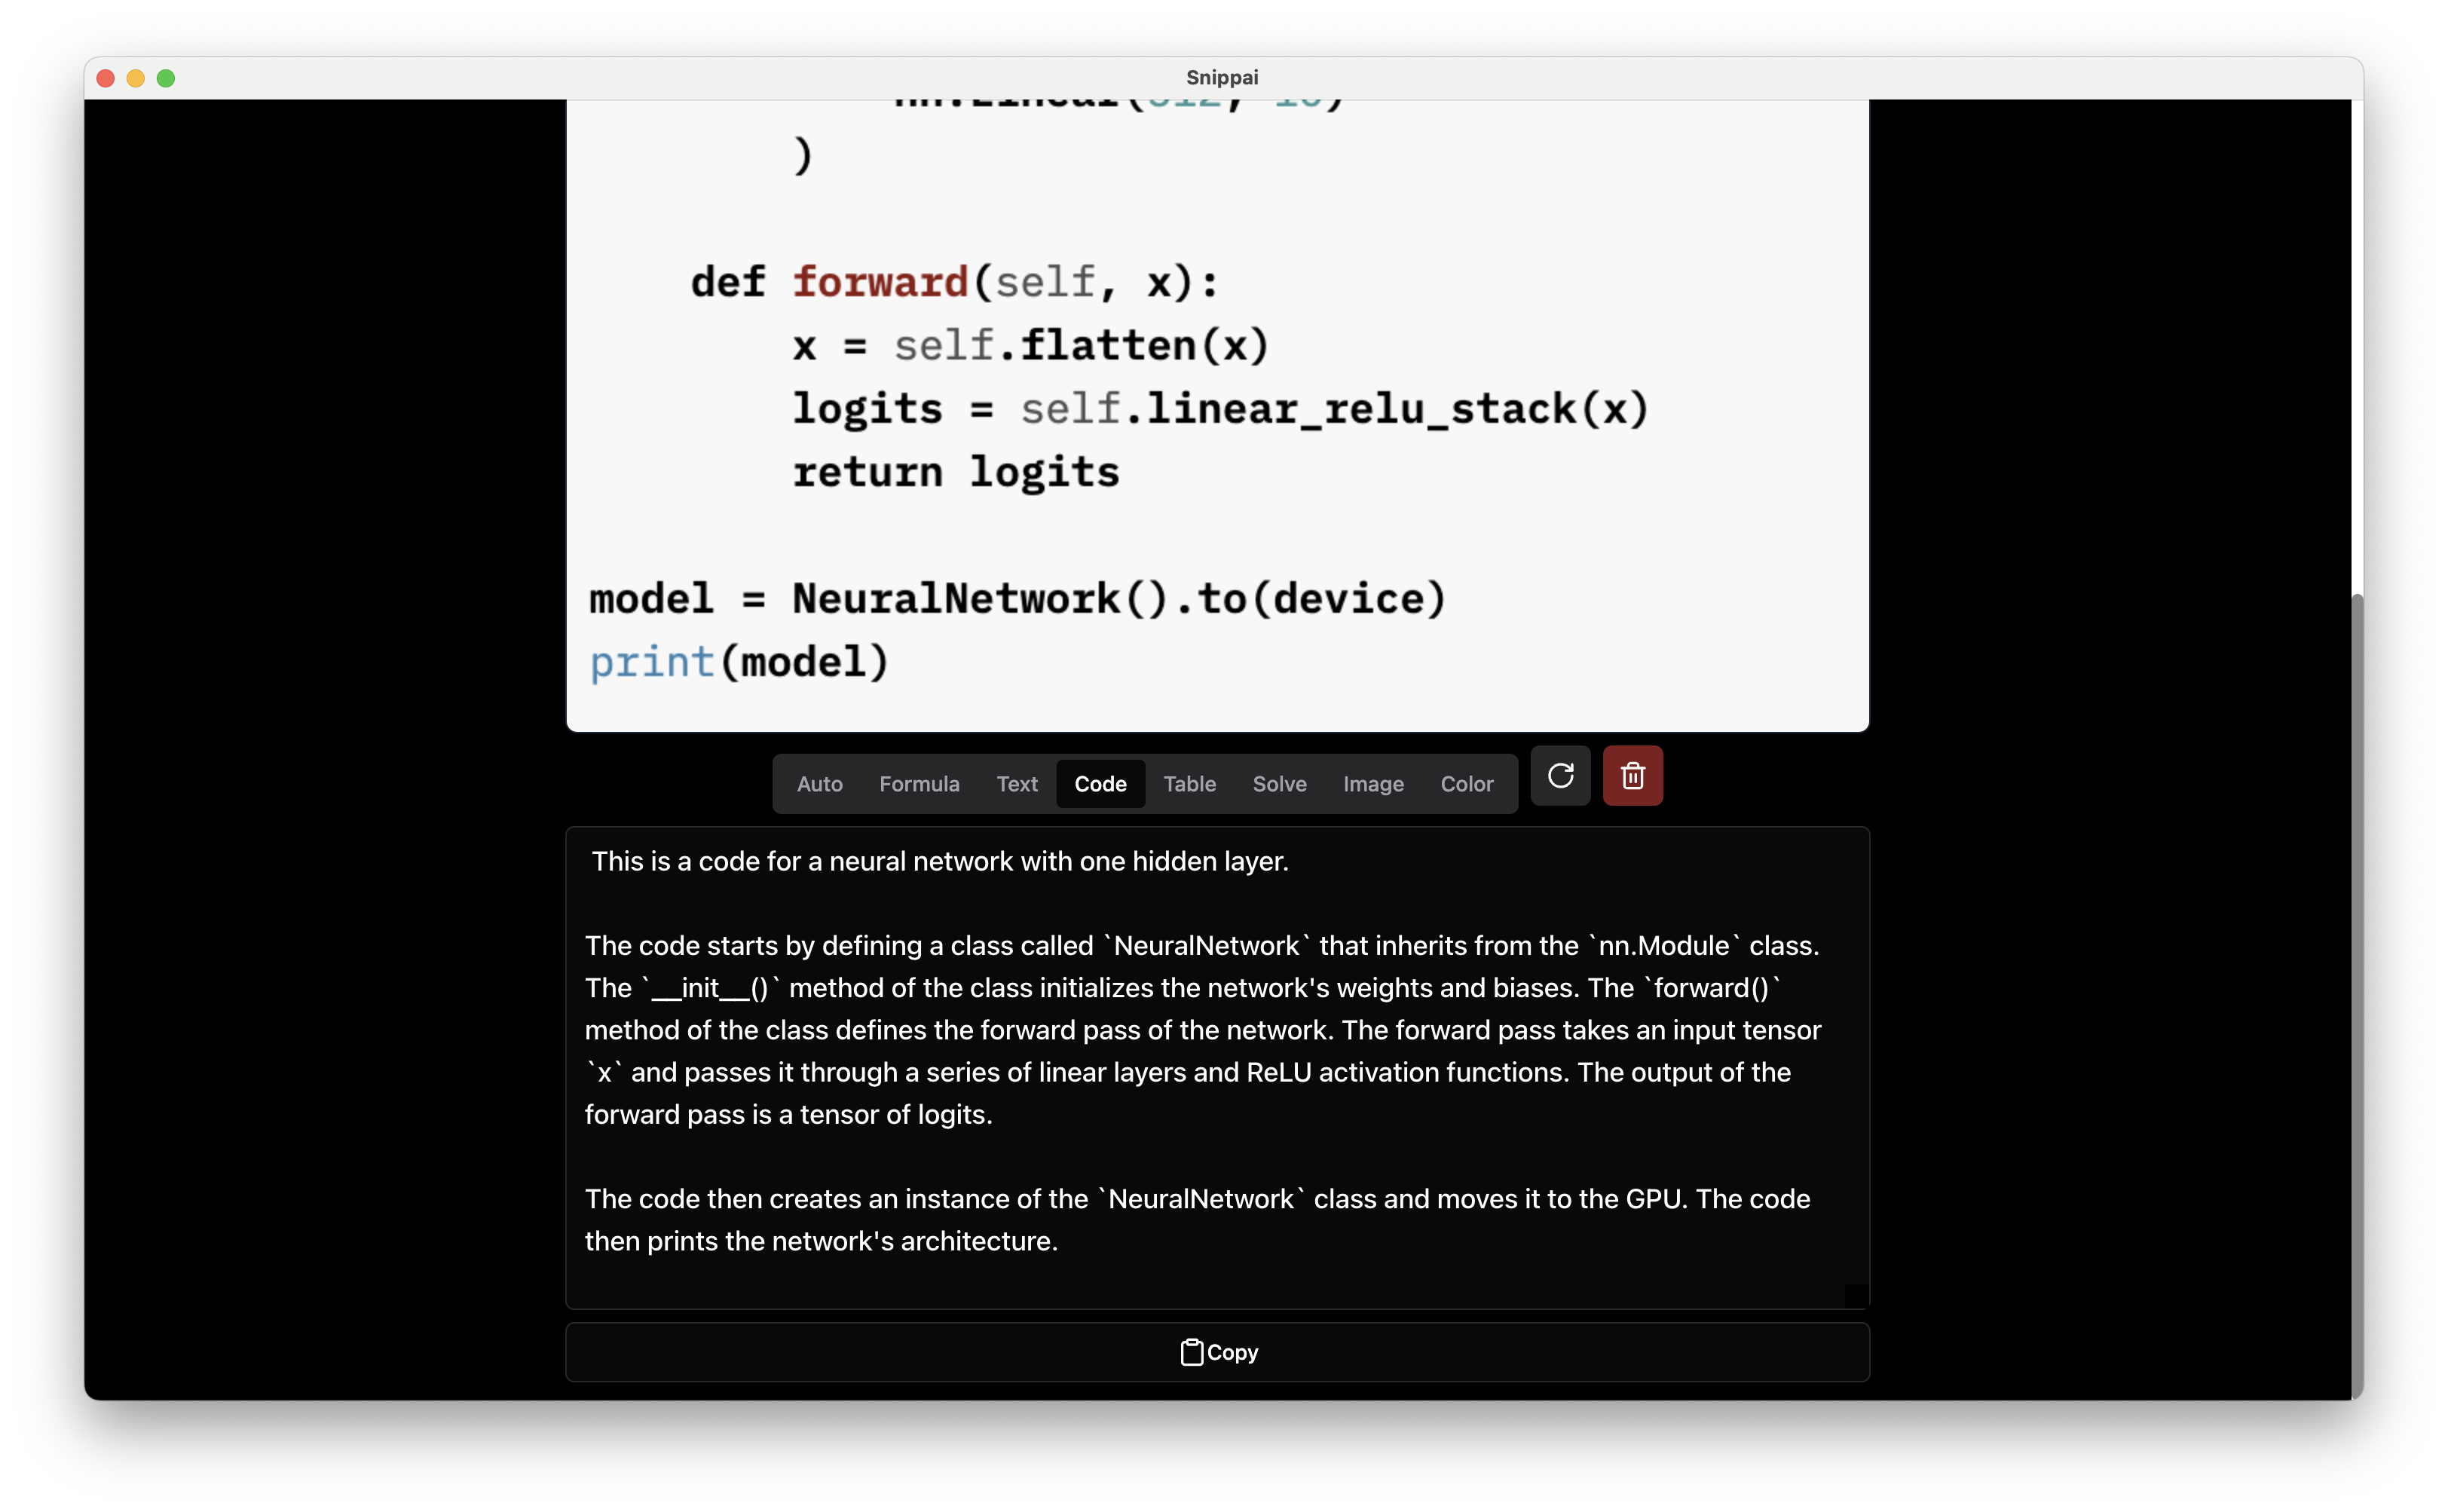 Snippai
nn.Linear(512, 10)
)
def forward(self, x):
x = self.flatten(x)
logits = self.linear_relu_stack(x)
return logits
model = NeuralNetwork().to(device)
print(model)
Auto Formula Text Code Table Solve Image Color
This is a code for a neural network with one hidden layer.
The code starts by defining a class called `NeuralNetwork` that inherits from the `nn.Module` class.
The `__init__()` method of the class initializes the network's weights and biases. The `forward()`
method of the class defines the forward pass of the network. The forward pass takes an input tensor
`x` and passes it through a series of linear layers and ReLU activation functions. The output of the
forward pass is a tensor of logits.
The code then creates an instance of the `NeuralNetwork` class and moves it to the GPU. The code
then prints the network's architecture.
Copy